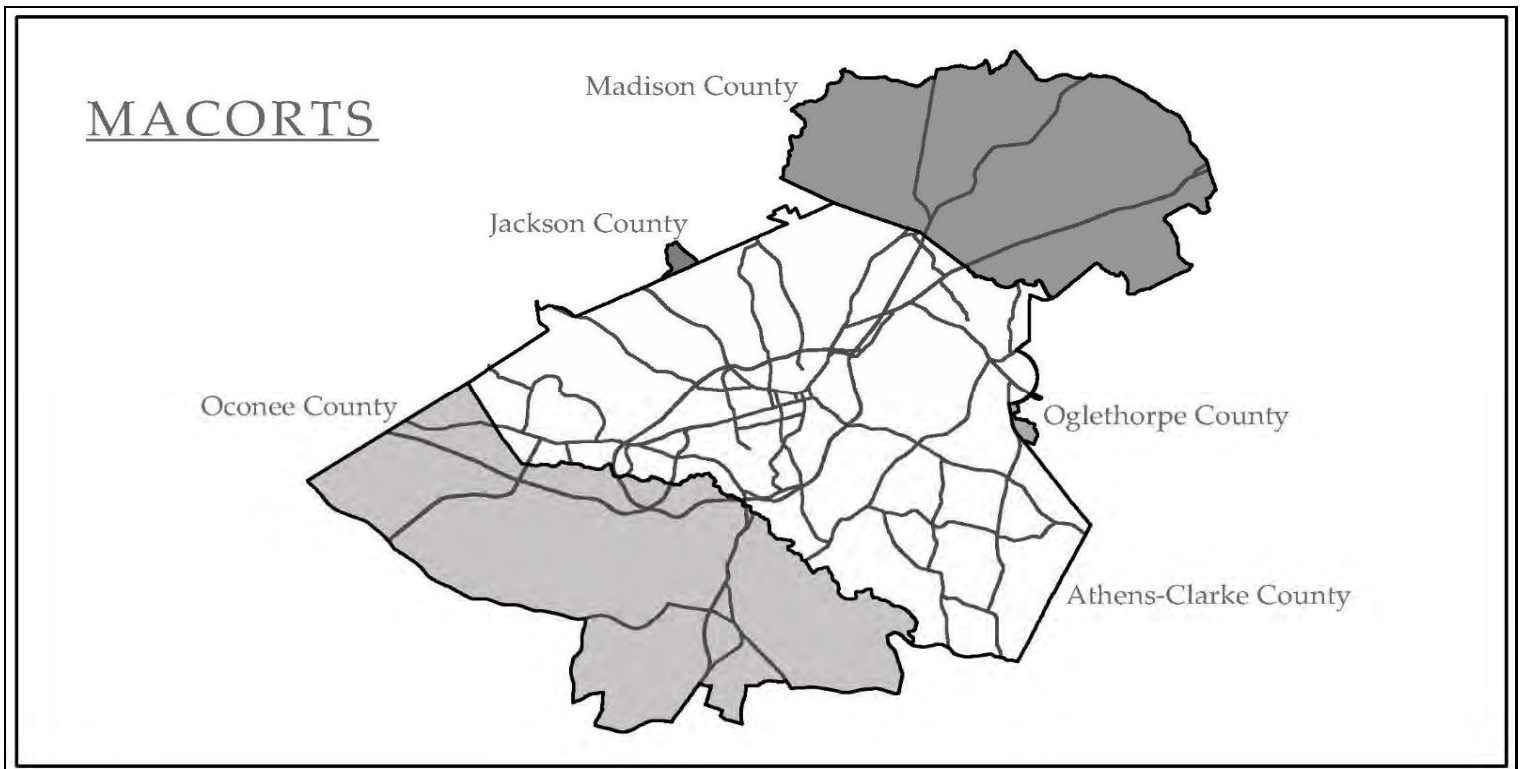 Madison County
MACORTS
Jackson County
Oconee County
Oglethorpe County
Athens-Clarke County